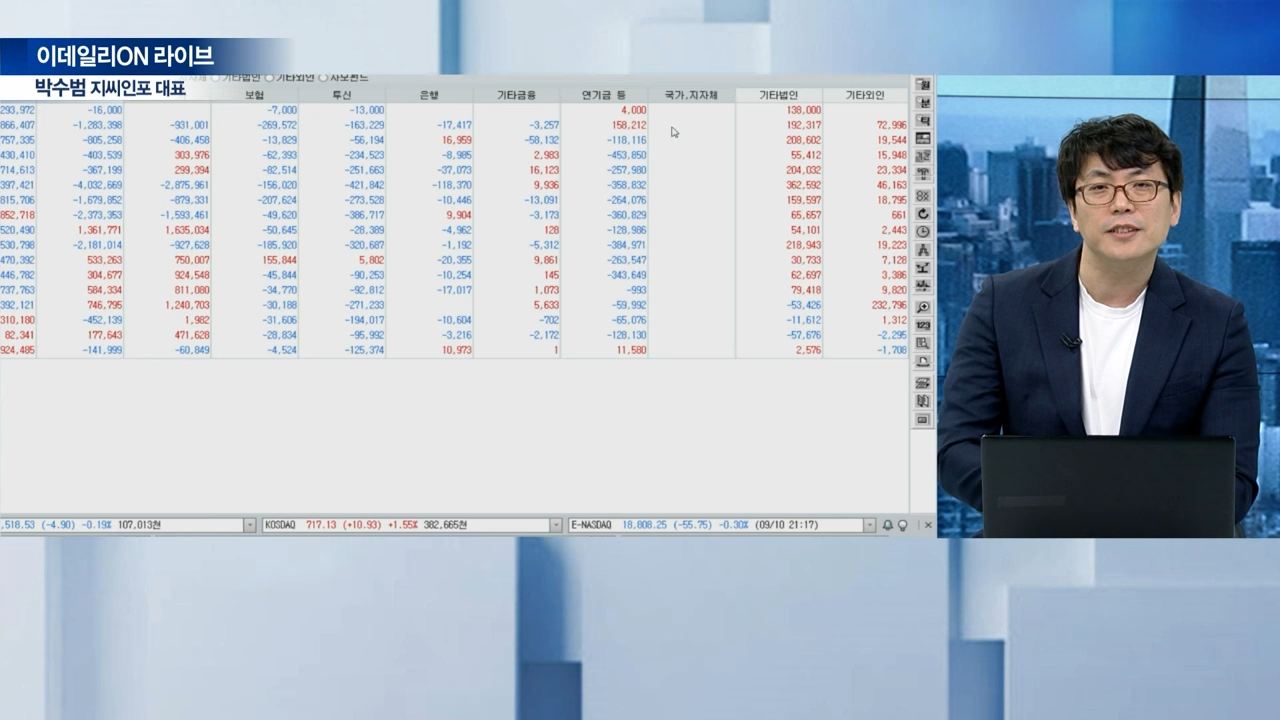 이데일리ON 라이브
박수범 지씨인포 대표
기타법인 기타외인 사모펀드
보험 투신 은행 기타금융 연기금 등 국가,지자체 기타법인 기타외인
293,972 -16,000 -7,000 -13,000 4,000 138,000
866,407 -1,283,398 -931,001 -269,572 -163,229 -17,417 -3,257 158,212 192,317 72,996
757,335 -805,258 -406,458 -13,829 -56,194 16,959 -58,132 -118,116 208,602 19,544
430,410 -403,539 303,976 -62,393 -234,523 -8,985 2,983 -453,850 55,412 15,948
714,613 -367,199 299,394 -82,514 -251,663 -37,073 16,123 -257,980 204,032 23,334
397,421 -4,032,669 -2,875,961 -156,020 -421,842 -118,370 9,936 -358,832 362,592 46,163
815,706 -1,679,852 -879,331 -207,624 -273,528 -10,446 -13,091 -264,076 159,597 18,795
852,718 -2,373,353 -1,593,461 -49,620 -386,717 9,904 -3,173 -360,829 65,657 661
520,490 1,361,771 1,635,034 -50,645 -28,389 -4,962 128 -128,986 54,101 2,443
530,798 -2,181,014 -927,628 -185,920 -320,687 -1,192 -5,312 -384,971 218,943 19,223
470,392 533,263 750,007 155,844 5,802 -20,355 9,861 -263,547 30,733 7,128
446,782 304,677 924,548 -45,844 -90,253 -10,254 145 -343,649 62,697 3,386
737,763 584,334 811,080 -34,770 -92,812 -17,017 1,073 -993 79,418 9,820
392,121 746,795 1,240,703 -30,188 -271,233 5,633 -59,992 -53,426 232,796
310,180 -452,139 1,982 -31,606 -194,017 -10,604 -702 -65,076 -11,612 1,312
82,341 177,643 471,628 -28,834 -95,992 -3,216 -2,172 -128,130 -57,676 -2,295
924,485 -141,999 -60,849 -4,524 -125,374 10,973 1 11,580 2,576 -1,708
,518.53 (-4.90) -0.19% 107,013천 KOSDAQ 717.13 (+10.93) +1.55% 382,665천 E-NASDAQ 18,808.25 (-55.75) -0.30% (09/10 21:17)